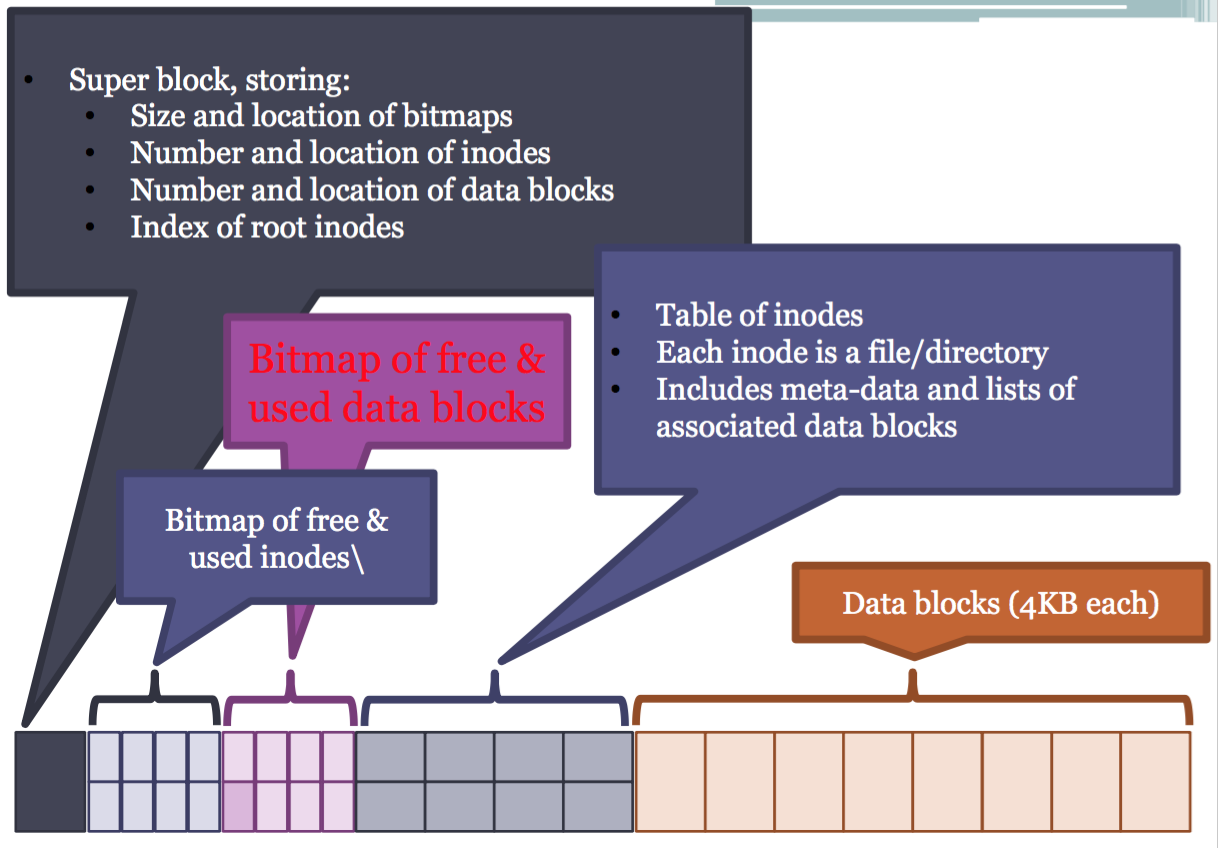 Super block, storing:
Size and location of bitmaps
Number and location of inodes
Number and location of data blocks
Index of root inodes
Table of inodes
Each inode is a file/directory
Includes meta-data and lists of
associated data blocks
Bitmap of free &
used data blocks
Bitmap of free &
used inodes\
Data blocks (4KB each)